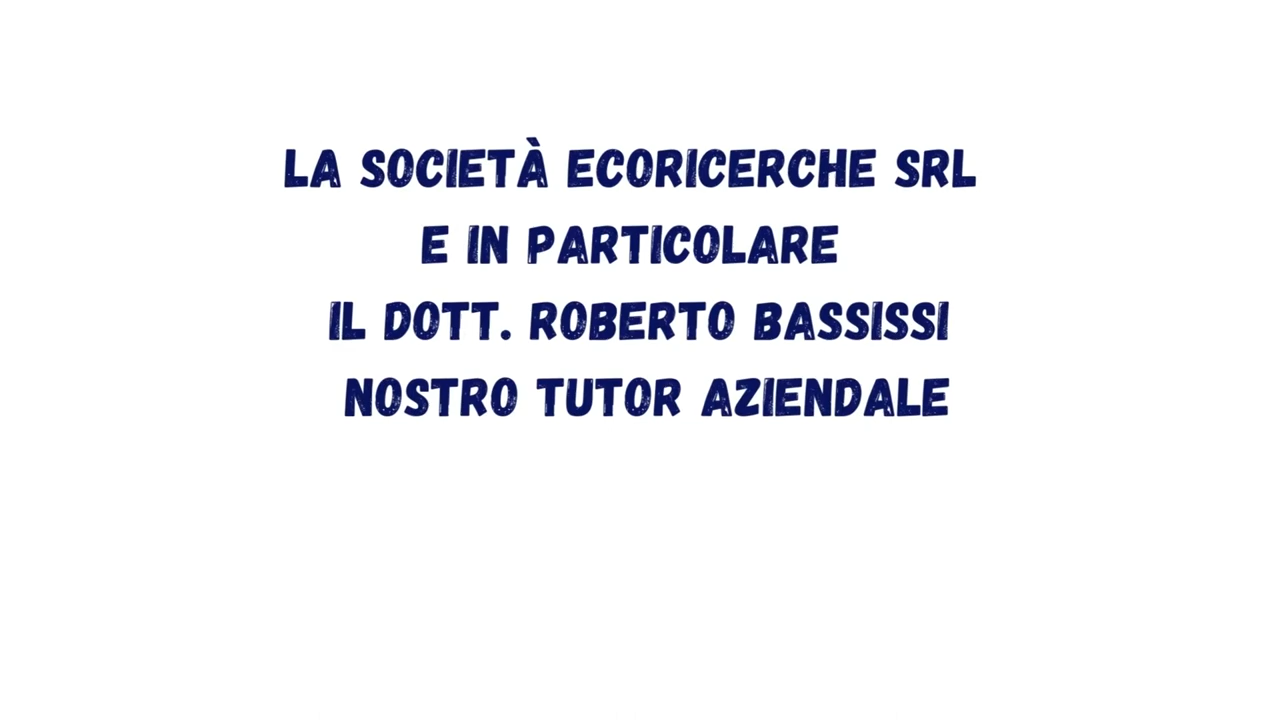 LA SOCIETÀ ECORICERCHE SRL
E IN PARTICOLARE
IL DOTT. ROBERTO BASSISSI
NOSTRO TUTOR AZIENDALE